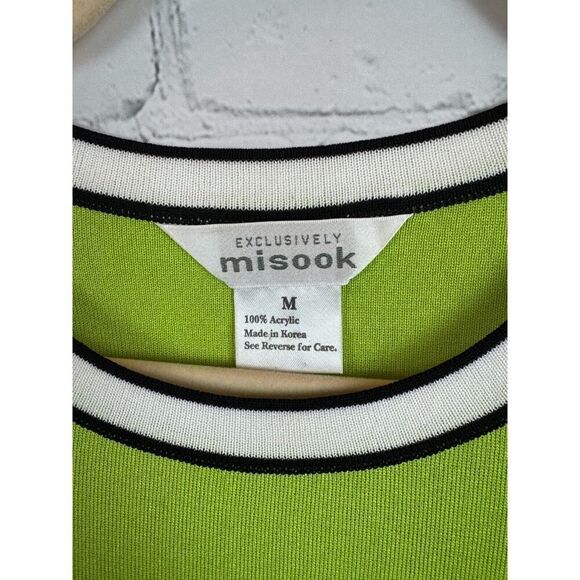 EXCLUSIVELY
misook
M
100% Acrylic
Made in Korea
See Reverse for Care.